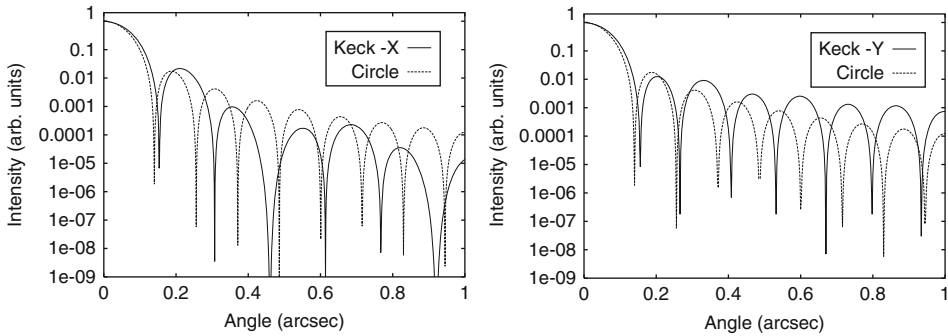 1
0.1
0.01
0.001
0.0001
1e-05
1e-06
1e-07
1e-08
1e-09
Intensity (arb. units)
Keck -X
Circle
0 0.2 0.4 0.6 0.8 1
Angle (arcsec)
1
0.1
0.01
0.001
0.0001
1e-05
1e-06
1e-07
1e-08
1e-09
Intensity (arb. units)
Keck -Y
Circle
0 0.2 0.4 0.6 0.8 1
Angle (arcsec)